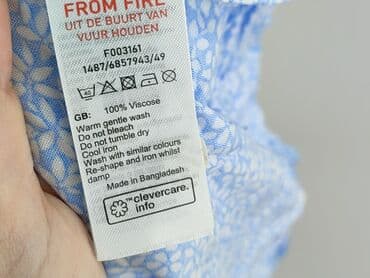 FROM FIRE
UIT DE BUURT VAN
VUUR HOUDEN
F003161
1487/6857943/49
40
GB: 100% Viscose
Warm gentle wash
Do not bleach
Do not tumble dry
Cool iron
Wash with similar colours
Re-shape and iron whilst
damp
Made in Bangladesh
™ clevercare.
info